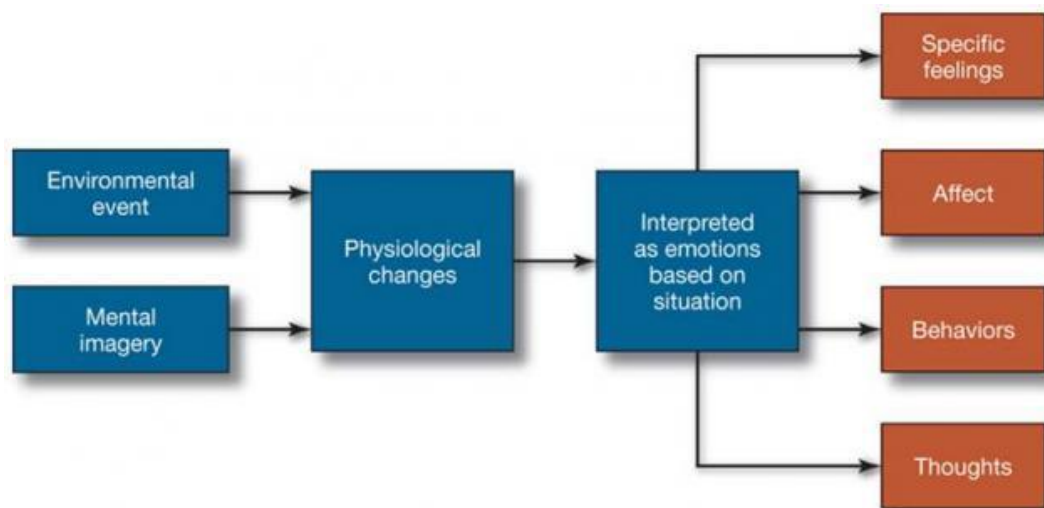 Environmental
event
Mental
imagery
Physiological
changes
Interpreted
as emotions
based on
situation
Specific
feelings
Affect
Behaviors
Thoughts